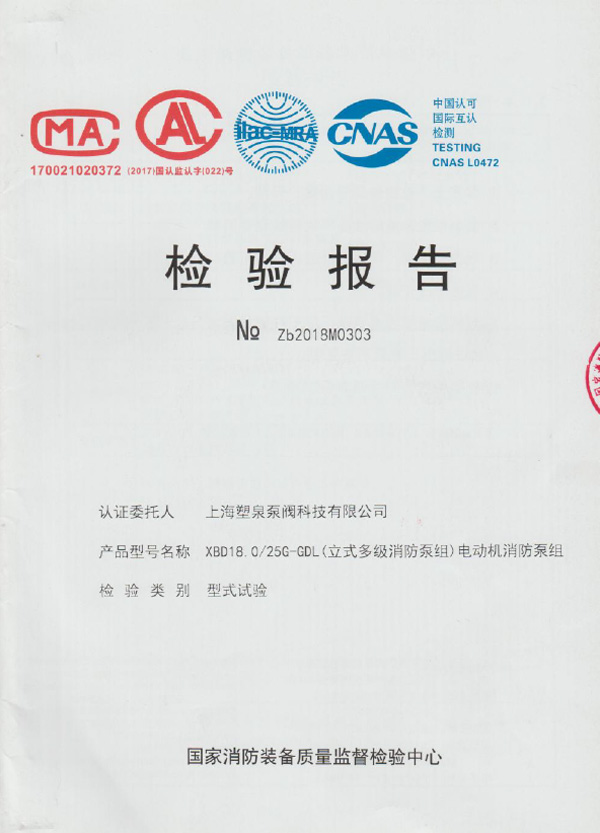 MA
170021020372
AL
(2017)国认监认字(022)号
ilac-MRA
CNAS
中国认可
国际互认
检测
TESTING
CNAS L0472
检验报告
№ Zb2018M0303
认证委托人 上海塑泉泵阀科技有限公司
产品型号名称 XBD18.0/25G-GDL(立式多级消防泵组)电动机消防泵组
检验类别 型式试验
国家消防装备质量监督检验中心